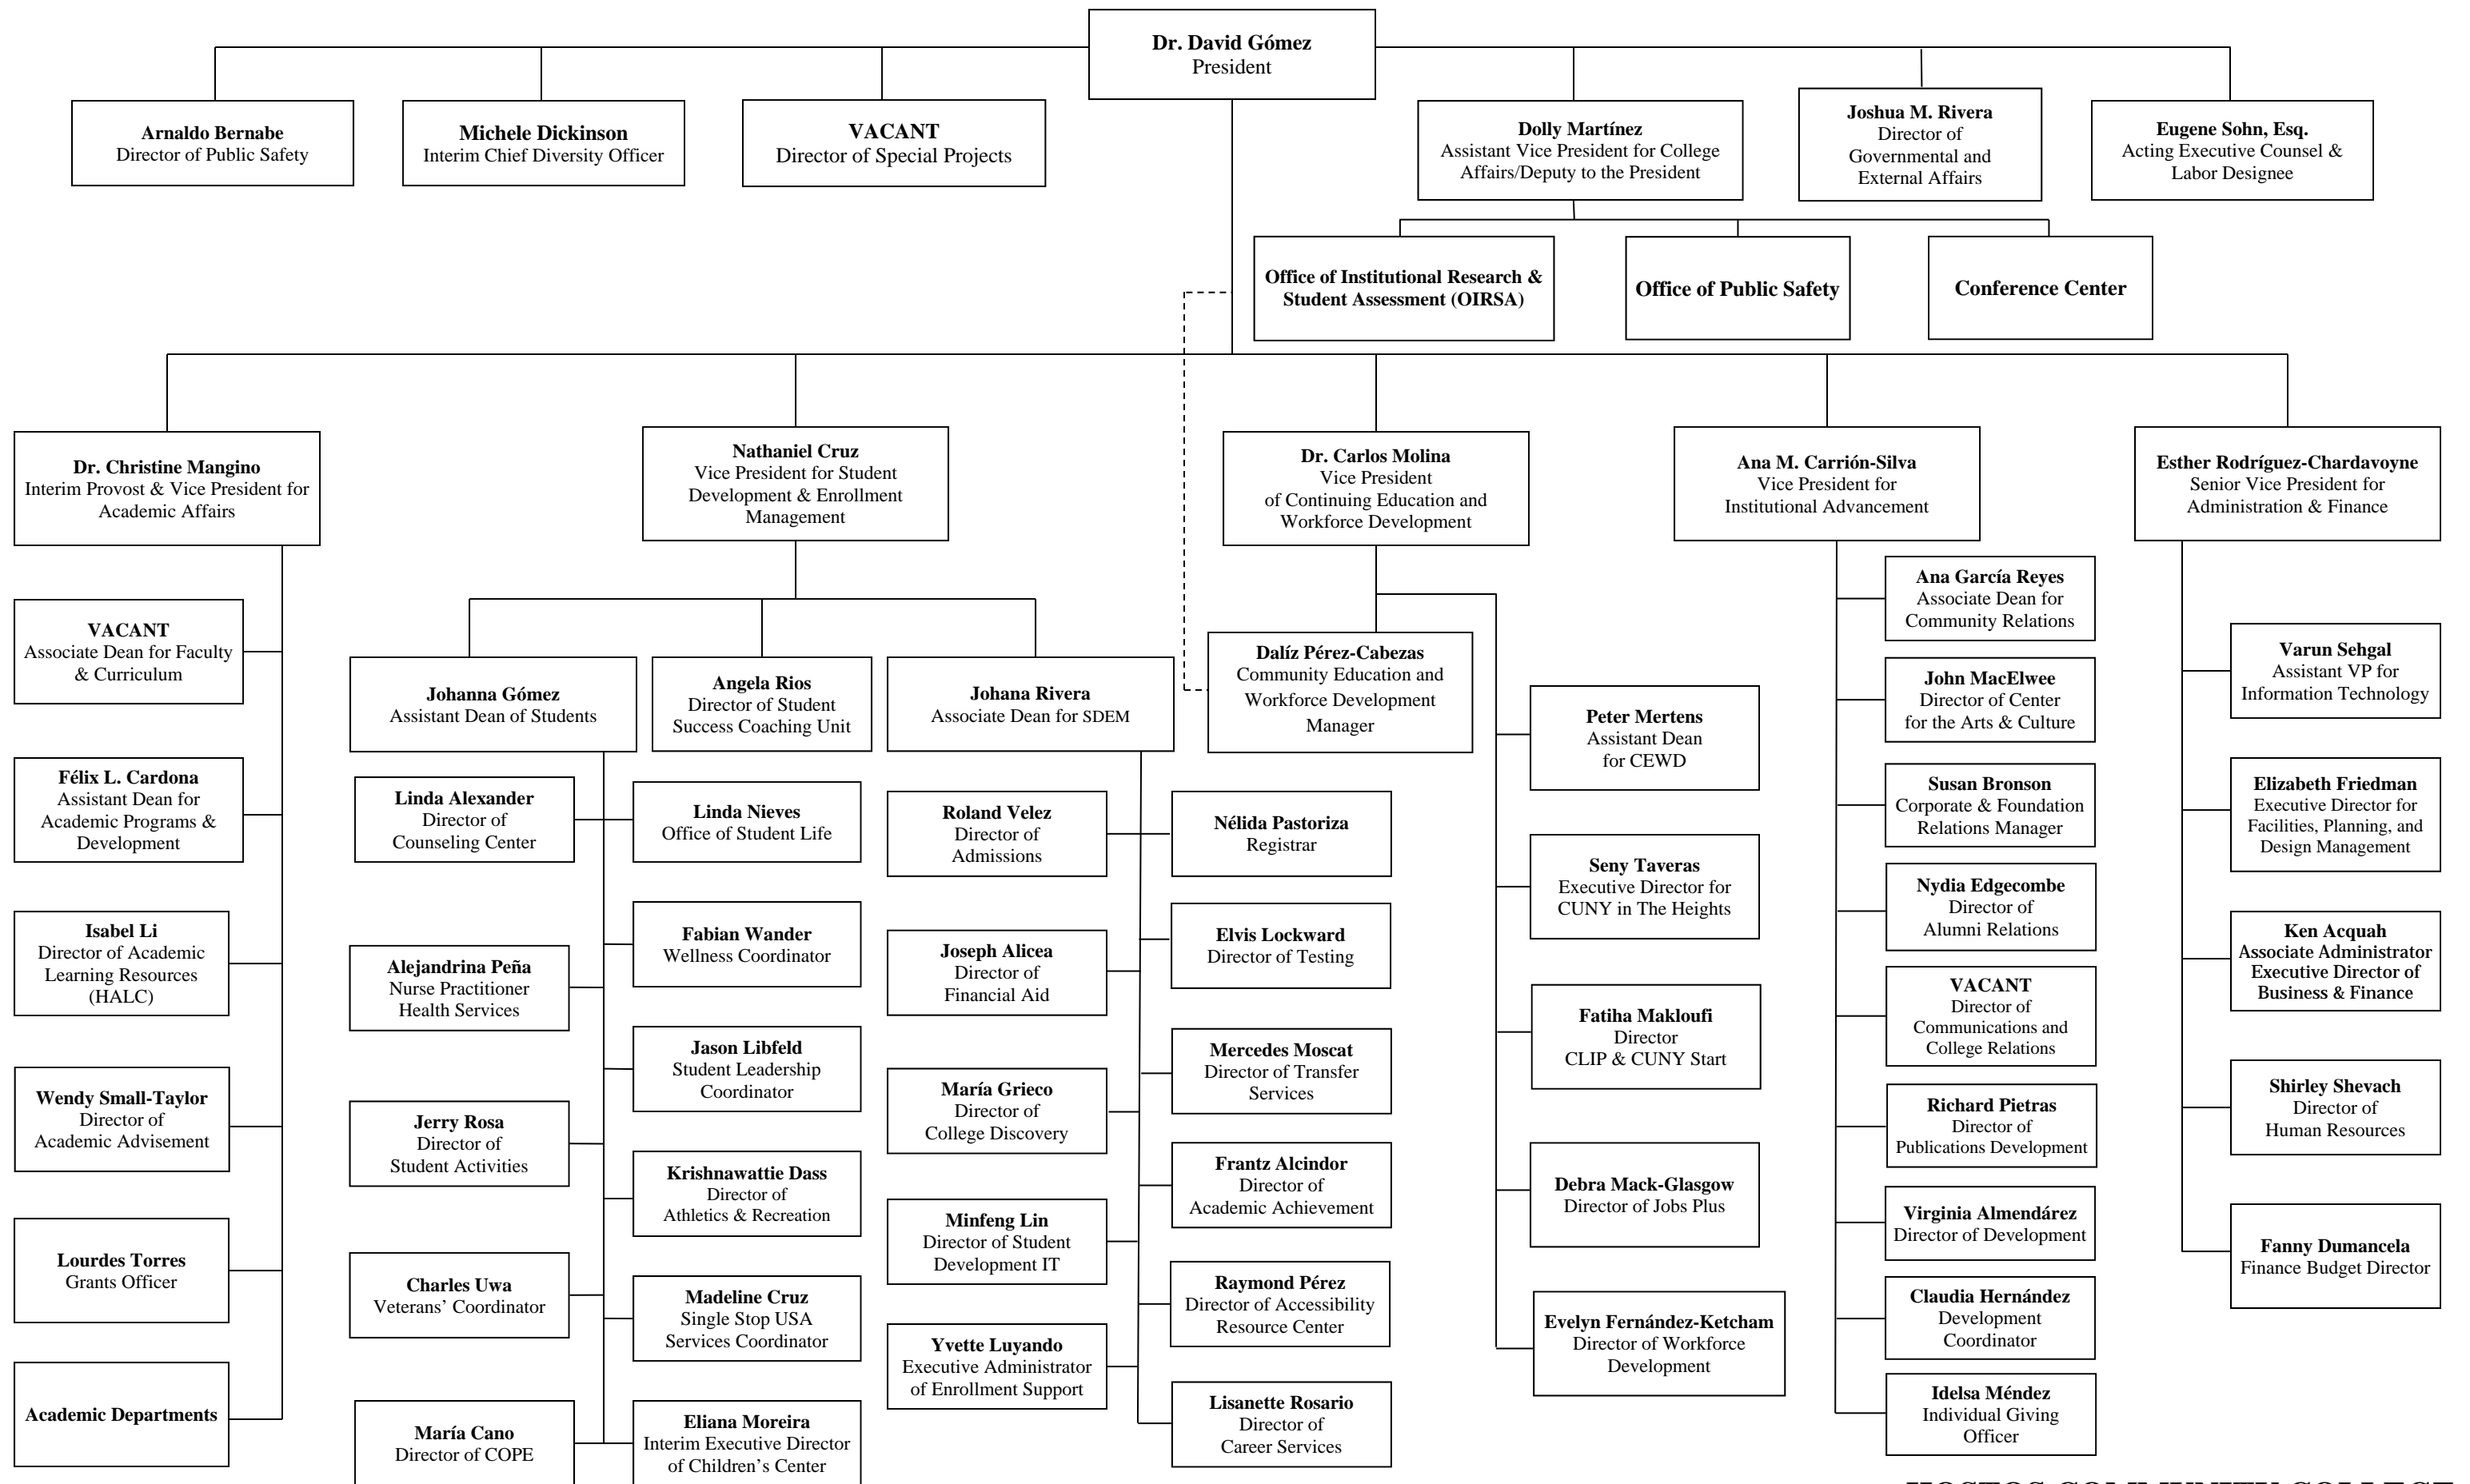 Dr. David Gómez
President
Arnaldo Bernabe
Director of Public Safety
Michele Dickinson
Interim Chief Diversity Officer
VACANT
Director of Special Projects
Dolly Martínez
Assistant Vice President for College
Affairs/Deputy to the President
Joshua M. Rivera
Director of
Governmental and
External Affairs
Eugene Sohn, Esq.
Acting Executive Counsel &
Labor Designee
Office of Institutional Research &
Student Assessment (OIRSA)
Office of Public Safety
Conference Center
Dr. Christine Mangino
Interim Provost & Vice President for
Academic Affairs
Nathaniel Cruz
Vice President for Student
Development & Enrollment
Management
Dr. Carlos Molina
Vice President
of Continuing Education and
Workforce Development
Ana M. Carrión-Silva
Vice President for
Institutional Advancement
Esther Rodríguez-Chardavoyne
Senior Vice President for
Administration & Finance
VACANT
Associate Dean for Faculty
& Curriculum
Félix L. Cardona
Assistant Dean for
Academic Programs &
Development
Isabel Li
Director of Academic
Learning Resources
(HALC)
Wendy Small-Taylor
Director of
Academic Advisement
Lourdes Torres
Grants Officer
Academic Departments
Johanna Gómez
Assistant Dean of Students
Angela Rios
Director of Student
Success Coaching Unit
Johana Rivera
Associate Dean for SDEM
Linda Alexander
Director of
Counseling Center
Alejandrina Peña
Nurse Practitioner
Health Services
Jerry Rosa
Director of
Student Activities
Charles Uwa
Veterans’ Coordinator
María Cano
Director of COPE
Linda Nieves
Office of Student Life
Fabian Wander
Wellness Coordinator
Jason Libfeld
Student Leadership
Coordinator
Krishnawattie Dass
Director of
Athletics & Recreation
Madeline Cruz
Single Stop USA
Services Coordinator
Eliana Moreira
Interim Executive Director
of Children’s Center
Roland Velez
Director of
Admissions
Joseph Alicea
Director of
Financial Aid
María Grieco
Director of
College Discovery
Minfeng Lin
Director of Student
Development IT
Yvette Luyando
Executive Administrator
of Enrollment Support
Nélida Pastoriza
Registrar
Elvis Lockward
Director of Testing
Mercedes Moscat
Director of Transfer
Services
Frantz Alcindor
Director of
Academic Achievement
Raymond Pérez
Director of Accessibility
Resource Center
Lisanette Rosario
Director of
Career Services
Dalíz Pérez-Cabezas
Community Education and
Workforce Development
Manager
Peter Mertens
Assistant Dean
for CEWD
Seny Taveras
Executive Director for
CUNY in The Heights
Fatiha Makloufi
Director
CLIP & CUNY Start
Debra Mack-Glasgow
Director of Jobs Plus
Evelyn Fernández-Ketcham
Director of Workforce
Development
Ana García Reyes
Associate Dean for
Community Relations
John MacElwee
Director of Center
for the Arts & Culture
Susan Bronson
Corporate & Foundation
Relations Manager
Nydia Edgecombe
Director of
Alumni Relations
VACANT
Director of
Communications and
College Relations
Richard Pietras
Director of
Publications Development
Virginia Almendárez
Director of Development
Claudia Hernández
Development
Coordinator
Idelsa Méndez
Individual Giving
Officer
Varun Sehgal
Assistant VP for
Information Technology
Elizabeth Friedman
Executive Director for
Facilities, Planning, and
Design Management
Ken Acquah
Associate Administrator
Executive Director of
Business & Finance
Shirley Shevach
Director of
Human Resources
Fanny Dumancela
Finance Budget Director